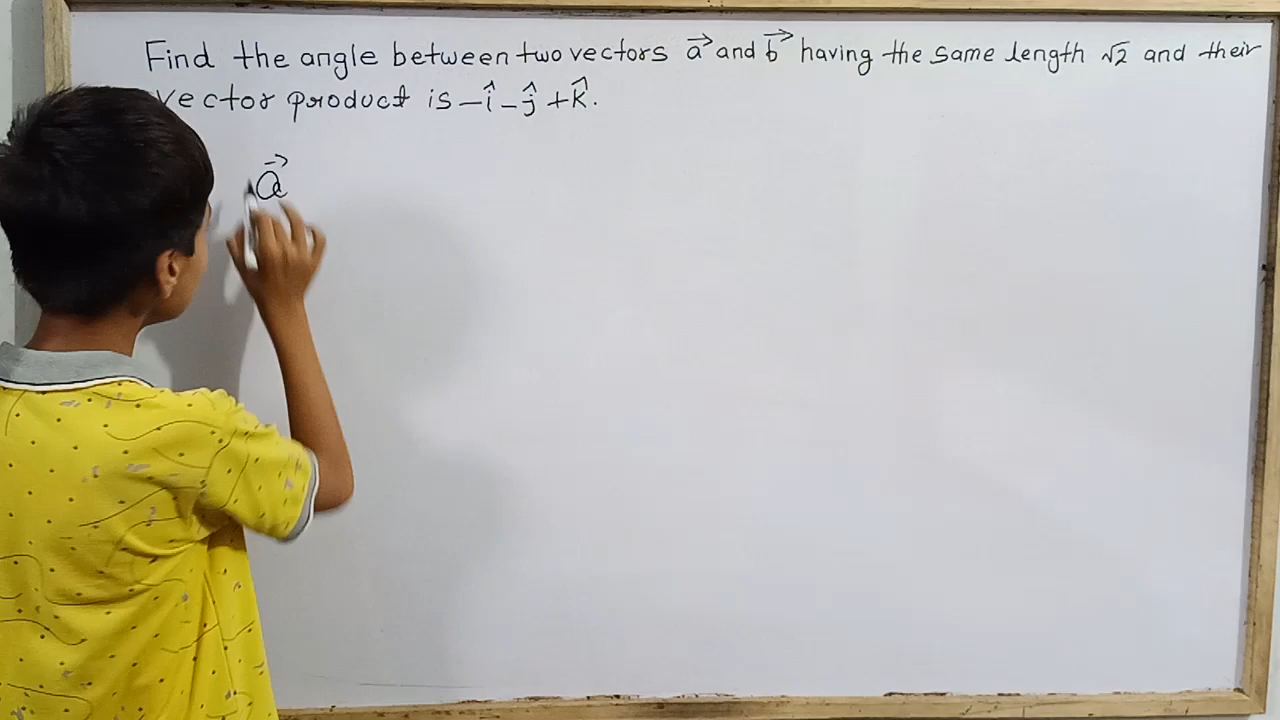 Find the angle between two vectors a⃗ and b⃗ having the same length √2 and their
vector product is -î-ĵ+k̂.
a⃗